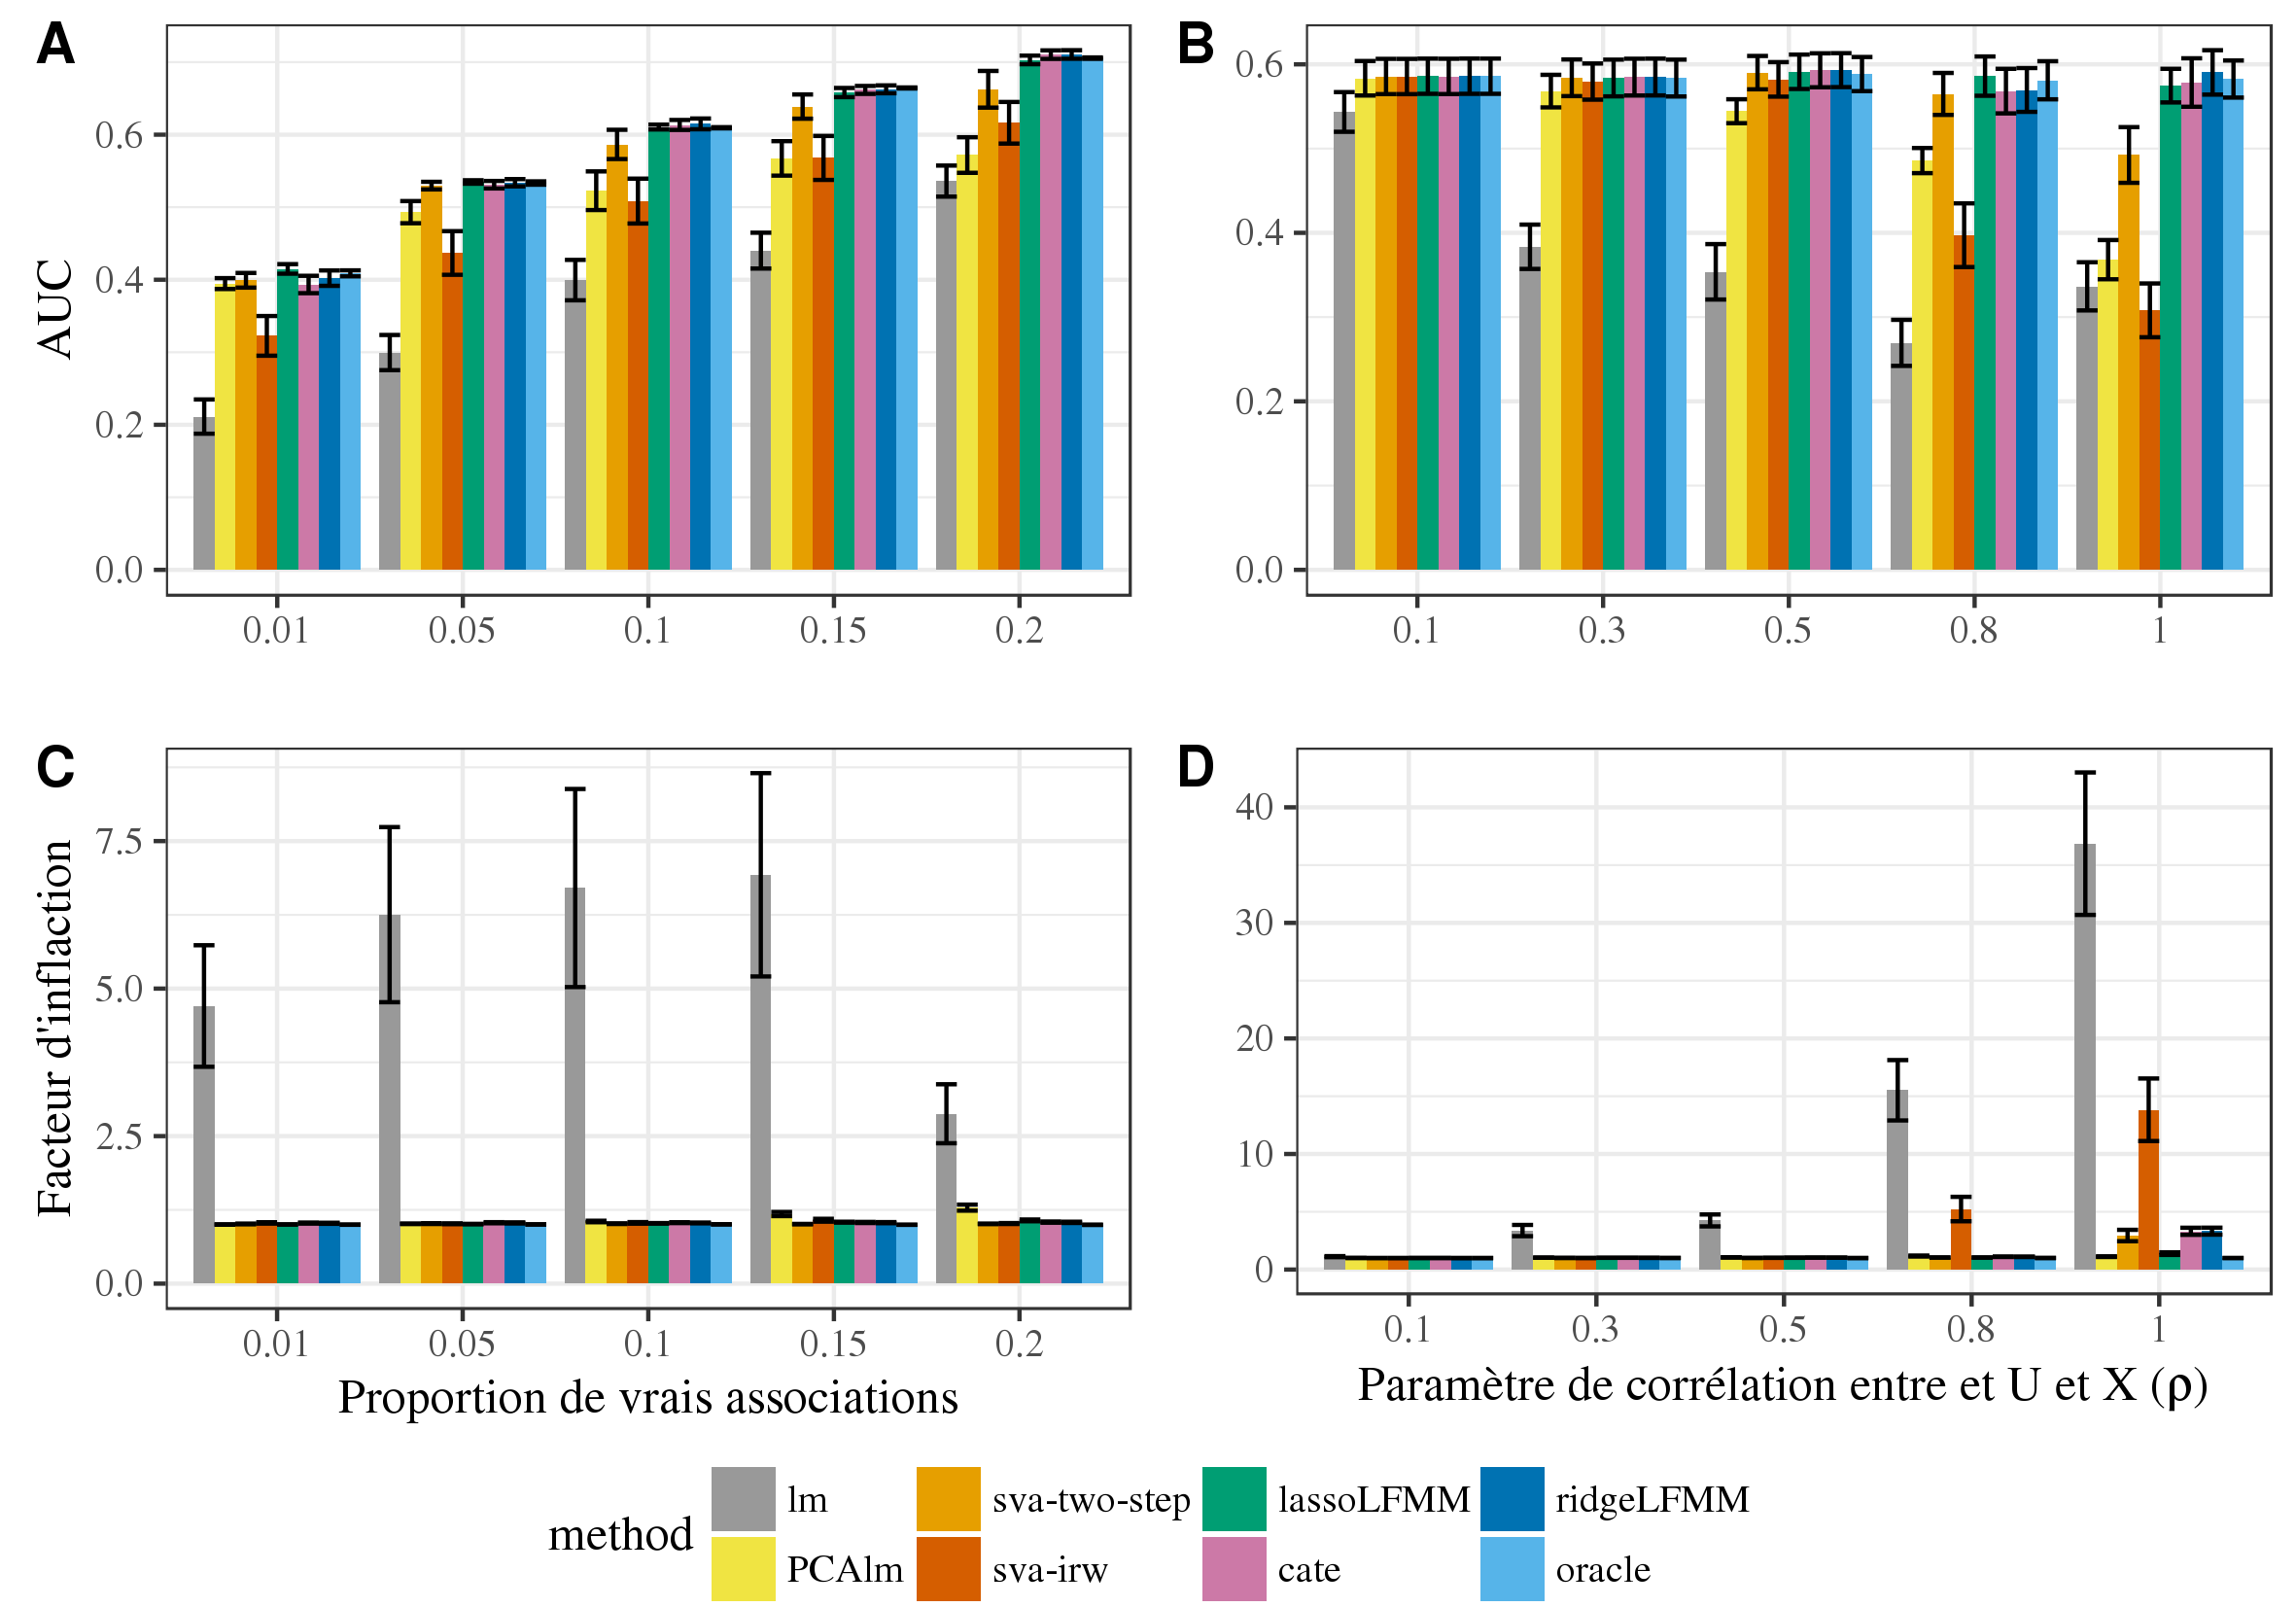 A
AUC
0.6
0.4
0.2
0.0
0.01 0.05 0.1 0.15 0.2
B
0.6
0.4
0.2
0.0
0.1 0.3 0.5 0.8 1
C
Facteur d'inflaction
7.5
5.0
2.5
0.0
0.01 0.05 0.1 0.15 0.2
Proportion de vrais associations
D
40
30
20
10
0
0.1 0.3 0.5 0.8 1
Paramètre de corrélation entre et U et X (ρ)
method
lm sva-two-step lassoLFMM ridgeLFMM
PCAlm sva-irw cate oracle